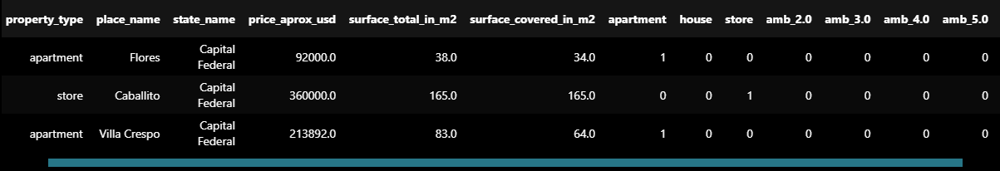 property_type place_name state_name price_aprox_usd surface_total_in_m2 surface_covered_in_m2 apartment house store amb_2.0 amb_3.0 amb_4.0 amb_5.0
apartment Flores Capital Federal 92000.0 38.0 34.0 1 0 0 0 0 0 0
store Caballito Capital Federal 360000.0 165.0 165.0 0 0 1 0 0 0 0
apartment Villa Crespo Capital Federal 213892.0 83.0 64.0 1 0 0 0 0 0 0